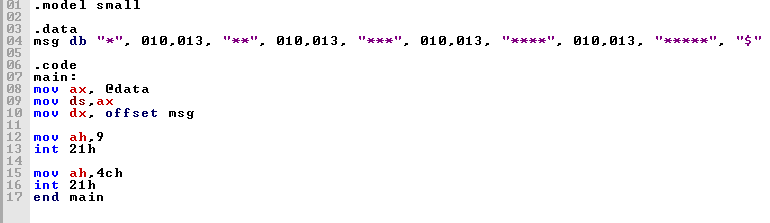 01 .model small
02
03 .data
04 msg db "*", 010,013, "**", 010,013, "***", 010,013, "****", 010,013, "*****", "$"
05
06 .code
07 main:
08 mov ax, @data
09 mov ds,ax
10 mov dx, offset msg
11
12 mov ah,9
13 int 21h
14
15 mov ah,4ch
16 int 21h
17 end main